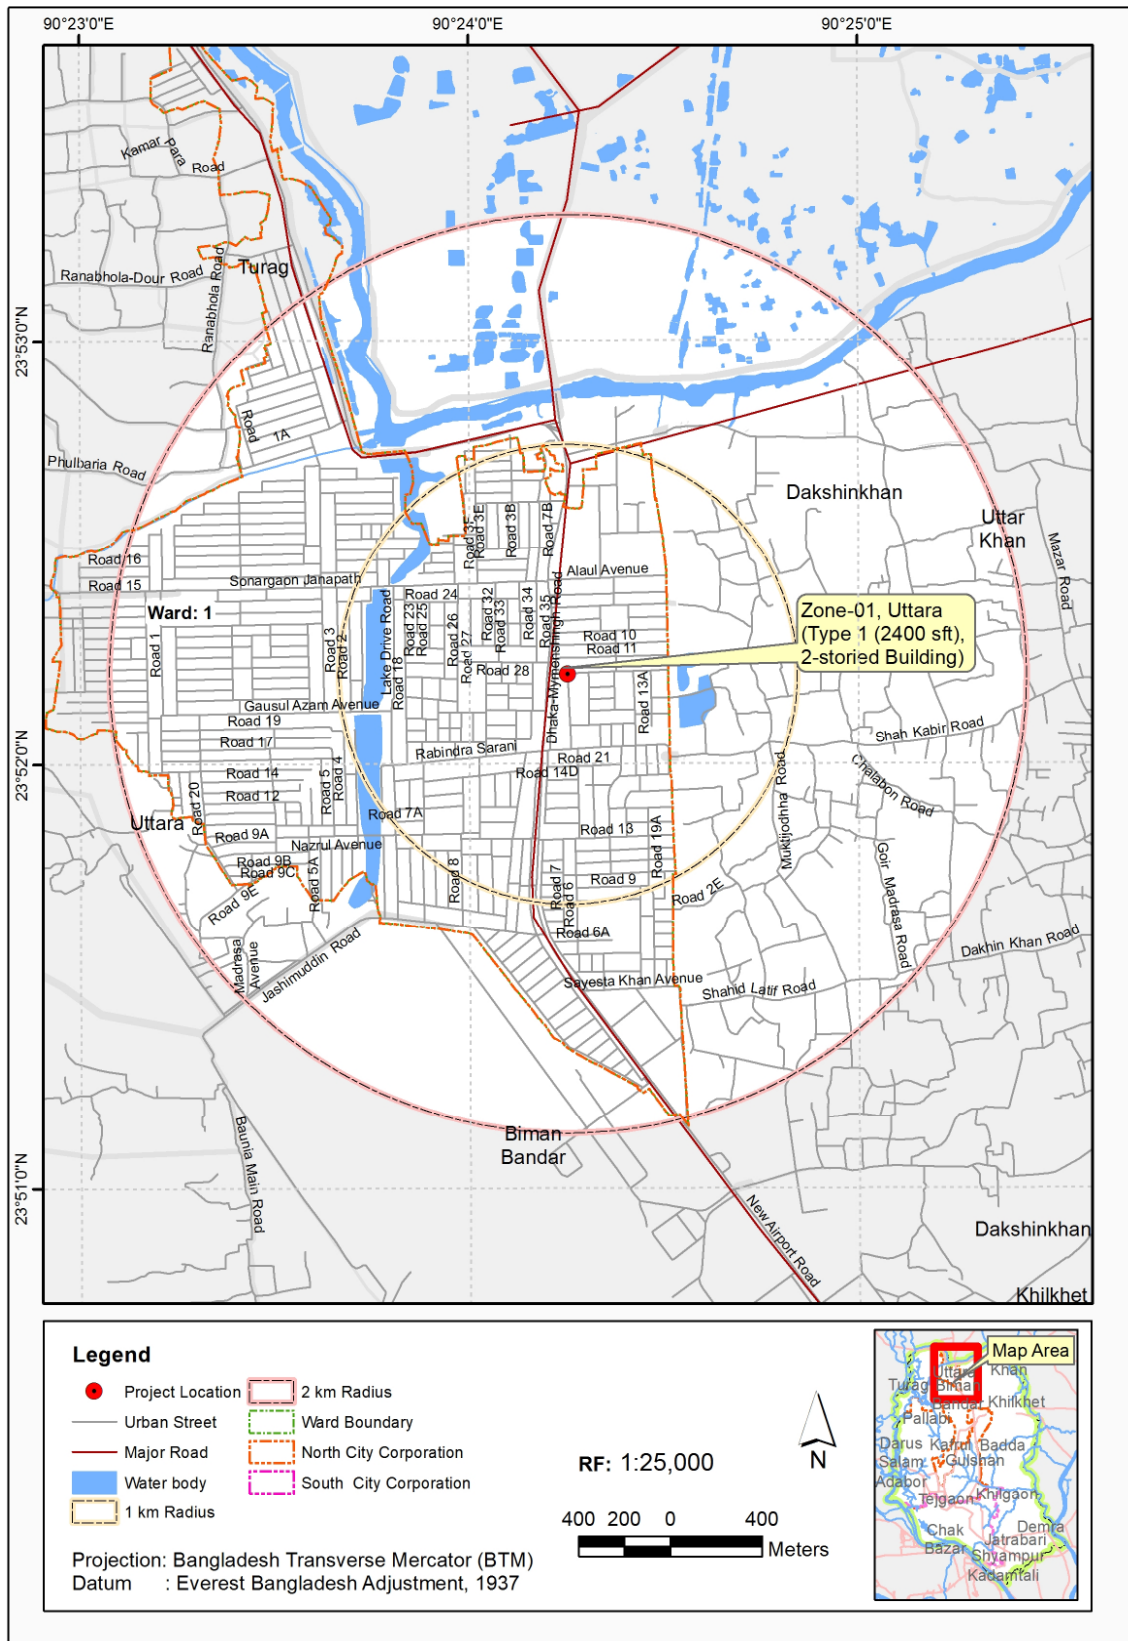 90°23'0"E
90°24'0"E
90°25'0"E
23°53'0"N
23°52'0"N
23°51'0"N
Kamar Para Road
Ranabhola-Dour Road
Turag
Ranabhola Road
Road 1A
Phulbaria Road
Dakshinkhan
Uttar
Khan
Mazar Road
Road 3F
Road 3E
Road 3B
Road 7B
Road 16
Road 15
Sonargaon Janapath
Alaul Avenue
Ward: 1
Road 24
Road 1
Road 3
Road 2
Lake Drive Road
Road 18
Road 23
Road 25
Road 26
Road 27
Road 32
Road 33
Road 34
Road 35
Dhaka-Mymenshingh Road
Road 10
Road 11
Road 28
Road 13A
Zone-01, Uttara
(Type 1 (2400 sft),
2-storied Building)
Gausul Azam Avenue
Road 19
Road 17
Rabindra Sarani
Road 21
Road 14D
Shah Kabir Road
Chalabon Road
Muktijodhha Road
Road 14
Road 12
Road 5
Road 4
Road 20
Uttara
Road 7A
Road 13
Road 19A
Road 9A
Nazrul Avenue
Road 9B
Road 9C
Road 5A
Road 9E
Road 8
Road 7
Road 6
Road 9
Road 2E
Goir Madrasa Road
Road 6A
Dakhin Khan Road
Madrasa
Avenue
Jashimuddin Road
Sayesta Khan Avenue
Shahid Latif Road
Biman
Bandar
Baunia Main Road
New Airport Road
Dakshinkhan
Khilkhet
Legend
Project Location
2 km Radius
Urban Street
Ward Boundary
Major Road
North City Corporation
Water body
South City Corporation
1 km Radius
RF: 1:25,000
N
400 200 0 400
Meters
Projection: Bangladesh Transverse Mercator (BTM)
Datum : Everest Bangladesh Adjustment, 1937
Map Area
Uttara
Khan
Turag
Biman
Bandar
Khilkhet
Pallabi
Darus
Salam
Kafrul
Badda
Gulshan
Adabor
Tejgaon
Khilgaon
Chak
Bazar
Demra
Jatrabari
Shyampur
Kadamtali